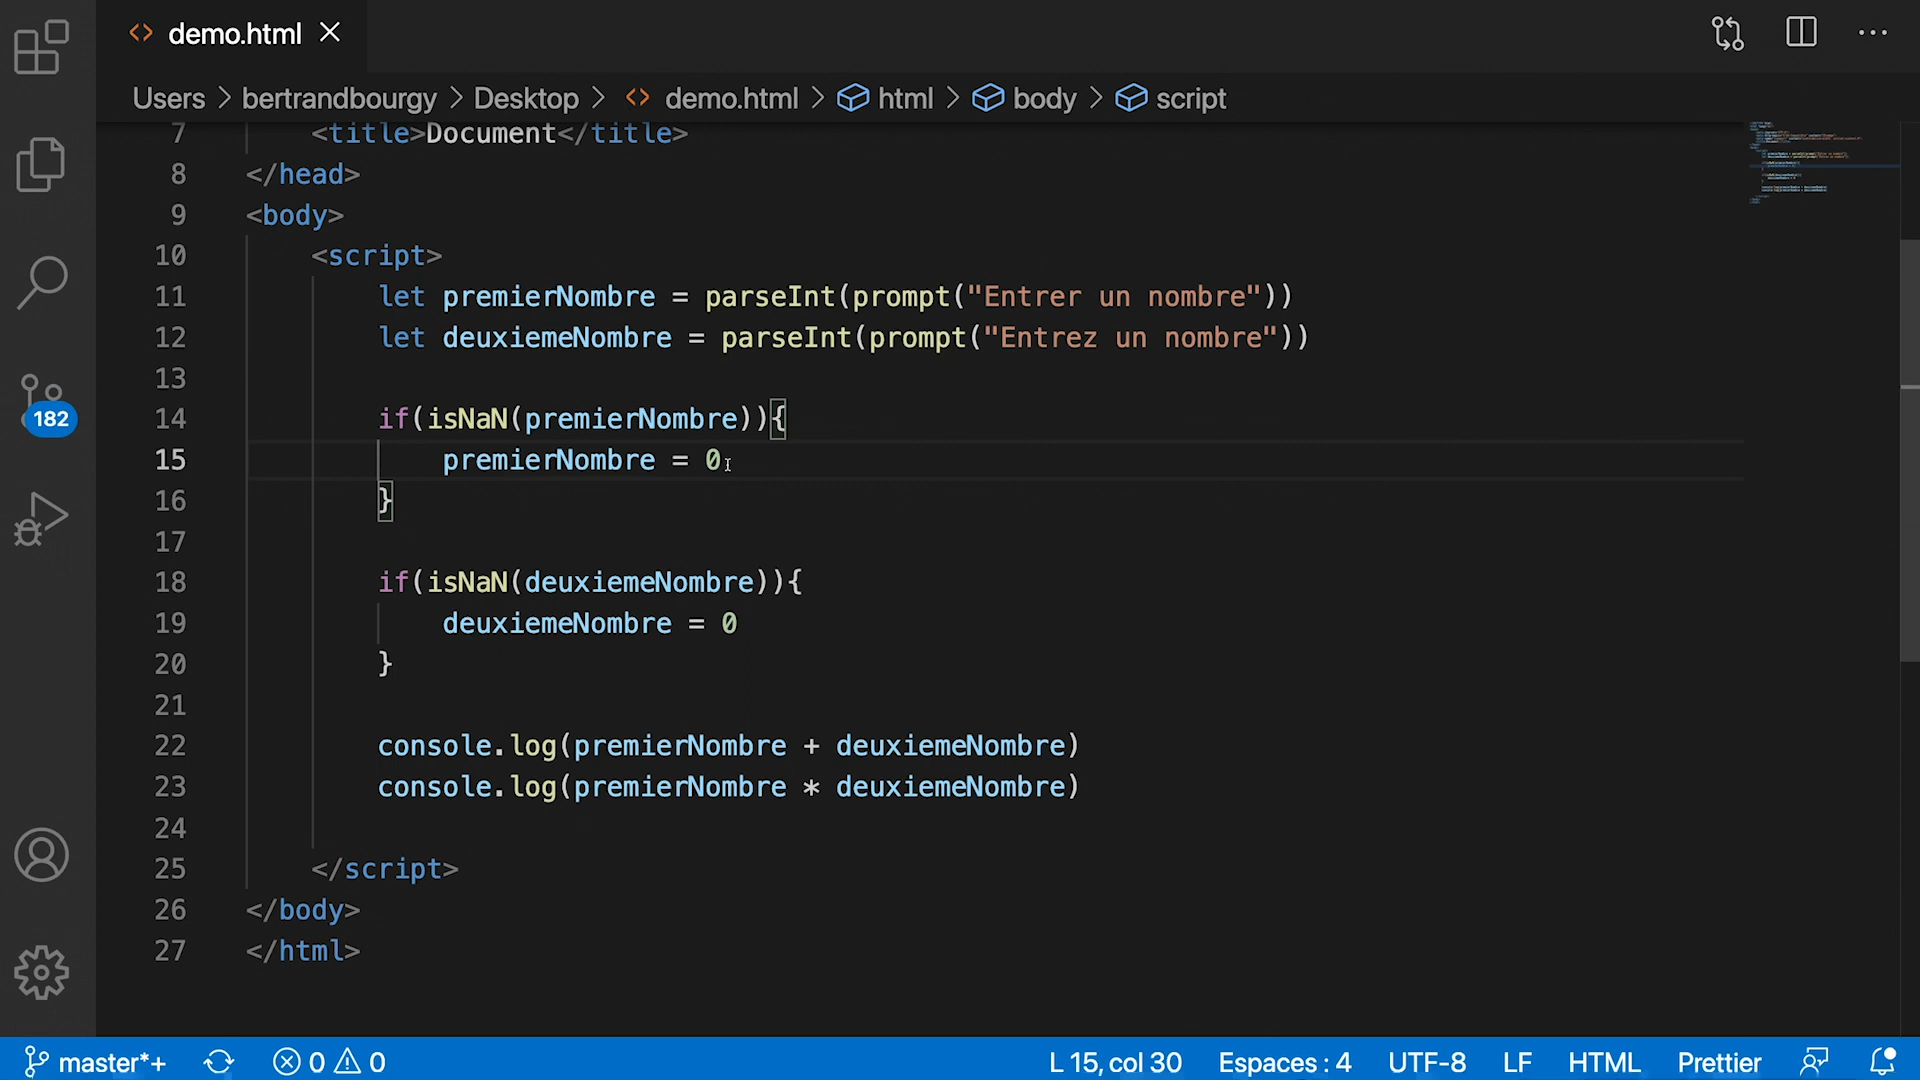 demo.html
Users > bertrandbourgy > Desktop > demo.html > html > body > script
7 <title>Document</title>
8 </head>
9 <body>
10 <script>
11 let premierNombre = parseInt(prompt("Entrer un nombre"))
12 let deuxiemeNombre = parseInt(prompt("Entrez un nombre"))
13
14 if(isNaN(premierNombre)){
15 premierNombre = 0
16 }
17
18 if(isNaN(deuxiemeNombre)){
19 deuxiemeNombre = 0
20 }
21
22 console.log(premierNombre + deuxiemeNombre)
23 console.log(premierNombre * deuxiemeNombre)
24
25 </script>
26 </body>
27 </html>
182
master*+ 0 0 L 15, col 30 Espaces : 4 UTF-8 LF HTML Prettier